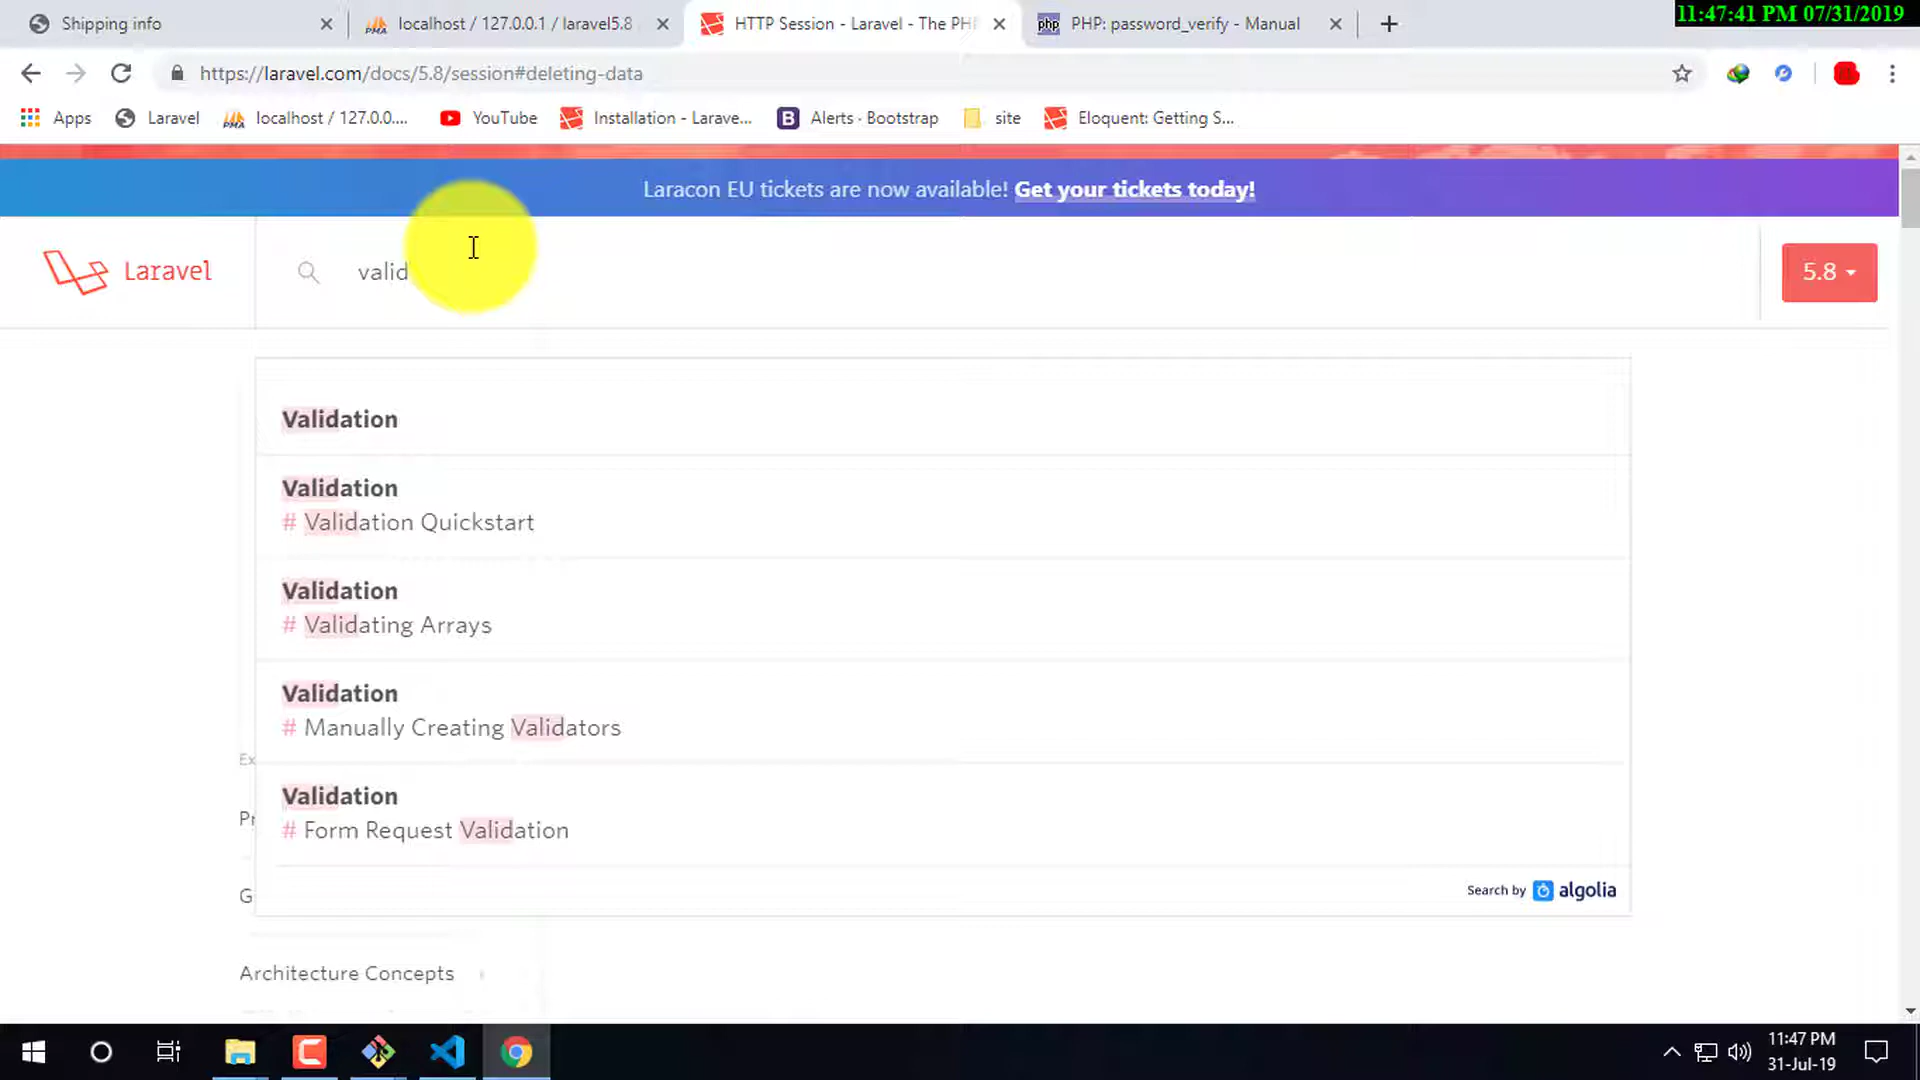 11:47:41 PM 07/31/2019
Shipping info
localhost / 127.0.0.1 / laravel5.8
HTTP Session - Laravel - The PH
php
PHP: password_verify - Manual
https://laravel.com/docs/5.8/session#deleting-data
Apps
Laravel
PMA
localhost / 127.0.0....
YouTube
Installation - Larave...
B
Alerts · Bootstrap
site
Eloquent: Getting S...
Laracon EU tickets are now available! Get your tickets today!
Laravel
valid
5.8
Validation
Validation
# Validation Quickstart
Validation
# Validating Arrays
Validation
# Manually Creating Validators
Validation
# Form Request Validation
Search by algolia
Ex
Pr
G
Architecture Concepts
11:47 PM
31-Jul-19